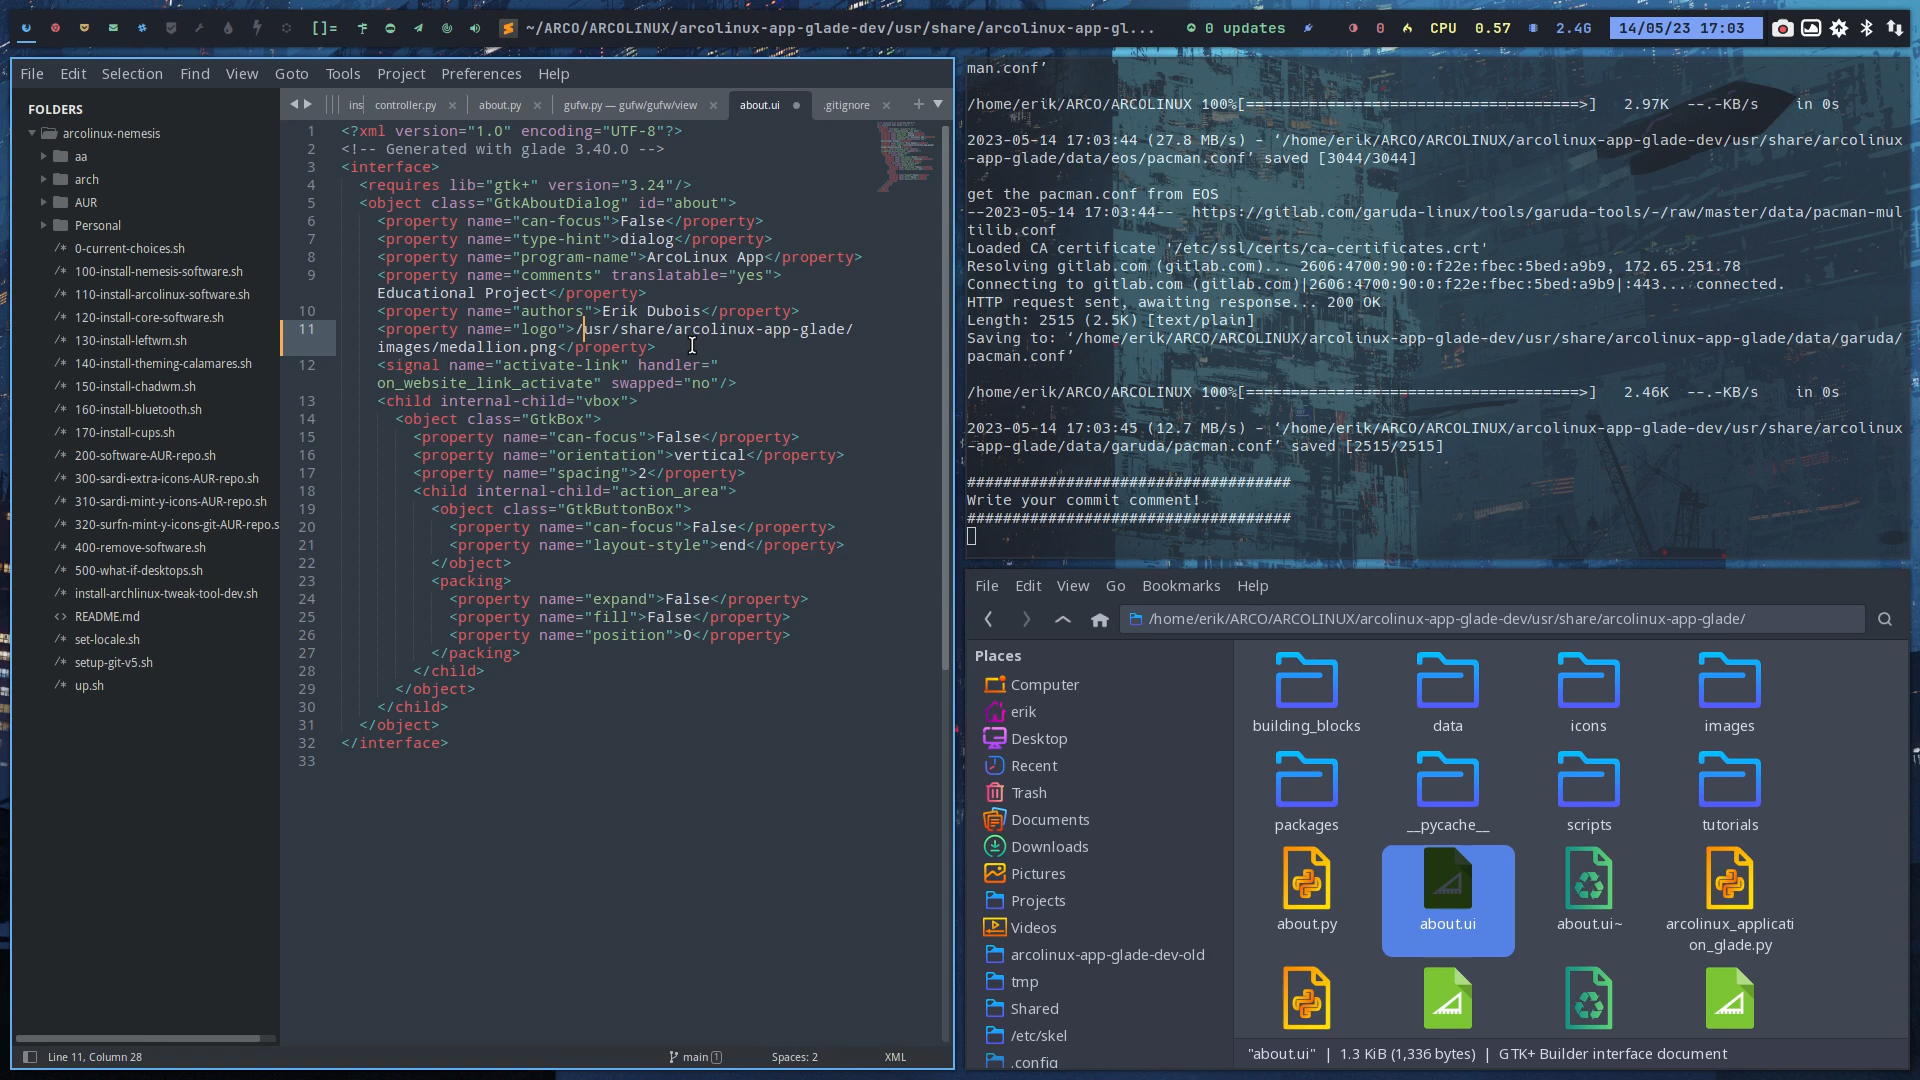 []=
~/ARCO/ARCOLINUX/arcolinux-app-glade-dev/usr/share/arcolinux-app-gl...
0 updates
0
CPU 0.57
2.4G
14/05/23 17:03
File Edit Selection Find View Goto Tools Project Preferences Help
FOLDERS
arcolinux-nemesis
aa
arch
AUR
Personal
/* 0-current-choices.sh
/* 100-install-nemesis-software.sh
/* 110-install-arcolinux-software.sh
/* 120-install-core-software.sh
/* 130-install-leftwm.sh
/* 140-install-theming-calamares.sh
/* 150-install-chadwm.sh
/* 160-install-bluetooth.sh
/* 170-install-cups.sh
/* 200-software-AUR-repo.sh
/* 300-sardi-extra-icons-AUR-repo.sh
/* 310-sardi-mint-y-icons-AUR-repo.sh
/* 320-surfn-mint-y-icons-git-AUR-repo.s
/* 400-remove-software.sh
/* 500-what-if-desktops.sh
/* install-archlinux-tweak-tool-dev.sh
<> README.md
/* set-locale.sh
/* setup-git-v5.sh
/* up.sh
ins controller.py × about.py × gufw.py — gufw/gufw/view × about.ui .gitignore ×
1 <?xml version="1.0" encoding="UTF-8"?>
2 <!-- Generated with glade 3.40.0 -->
3 <interface>
4 <requires lib="gtk+" version="3.24"/>
5 <object class="GtkAboutDialog" id="about">
6 <property name="can-focus">False</property>
7 <property name="type-hint">dialog</property>
8 <property name="program-name">ArcoLinux App</property>
9 <property name="comments" translatable="yes">
Educational Project</property>
10 <property name="authors">Erik Dubois</property>
11 <property name="logo">/usr/share/arcolinux-app-glade/
images/medallion.png</property>
12 <signal name="activate-link" handler="
on_website_link_activate" swapped="no"/>
13 <child internal-child="vbox">
14 <object class="GtkBox">
15 <property name="can-focus">False</property>
16 <property name="orientation">vertical</property>
17 <property name="spacing">2</property>
18 <child internal-child="action_area">
19 <object class="GtkButtonBox">
20 <property name="can-focus">False</property>
21 <property name="layout-style">end</property>
22 </object>
23 <packing>
24 <property name="expand">False</property>
25 <property name="fill">False</property>
26 <property name="position">0</property>
27 </packing>
28 </child>
29 </object>
30 </child>
31 </object>
32 </interface>
33
Line 11, Column 28
main 1
Spaces: 2
XML
man.conf’
/home/erik/ARCO/ARCOLINUX 100%[=====================================>] 2.97K --.-KB/s in 0s
2023-05-14 17:03:44 (27.8 MB/s) - ‘/home/erik/ARCO/ARCOLINUX/arcolinux-app-glade-dev/usr/share/arcolinux
-app-glade/data/eos/pacman.conf’ saved [3044/3044]
get the pacman.conf from EOS
--2023-05-14 17:03:44-- https://gitlab.com/garuda-linux/tools/garuda-tools/-/raw/master/data/pacman-mul
tilib.conf
Loaded CA certificate '/etc/ssl/certs/ca-certificates.crt'
Resolving gitlab.com (gitlab.com)... 2606:4700:90:0:f22e:fbec:5bed:a9b9, 172.65.251.78
Connecting to gitlab.com (gitlab.com)|2606:4700:90:0:f22e:fbec:5bed:a9b9|:443... connected.
HTTP request sent, awaiting response... 200 OK
Length: 2515 (2.5K) [text/plain]
Saving to: ‘/home/erik/ARCO/ARCOLINUX/arcolinux-app-glade-dev/usr/share/arcolinux-app-glade/data/garuda/
pacman.conf’
/home/erik/ARCO/ARCOLINUX 100%[=====================================>] 2.46K --.-KB/s in 0s
2023-05-14 17:03:45 (12.7 MB/s) - ‘/home/erik/ARCO/ARCOLINUX/arcolinux-app-glade-dev/usr/share/arcolinux
-app-glade/data/garuda/pacman.conf’ saved [2515/2515]
####################################
Write your commit comment!
####################################
File Edit View Go Bookmarks Help
/home/erik/ARCO/ARCOLINUX/arcolinux-app-glade-dev/usr/share/arcolinux-app-glade/
Places
Computer
erik
Desktop
Recent
Trash
Documents
Downloads
Pictures
Projects
Videos
arcolinux-app-glade-dev-old
tmp
Shared
/etc/skel
.config
building_blocks data icons images
packages __pycache__ scripts tutorials
about.py about.ui about.ui~ arcolinux_applicati
on_glade.py
"about.ui" | 1.3 KiB (1,336 bytes) | GTK+ Builder interface document